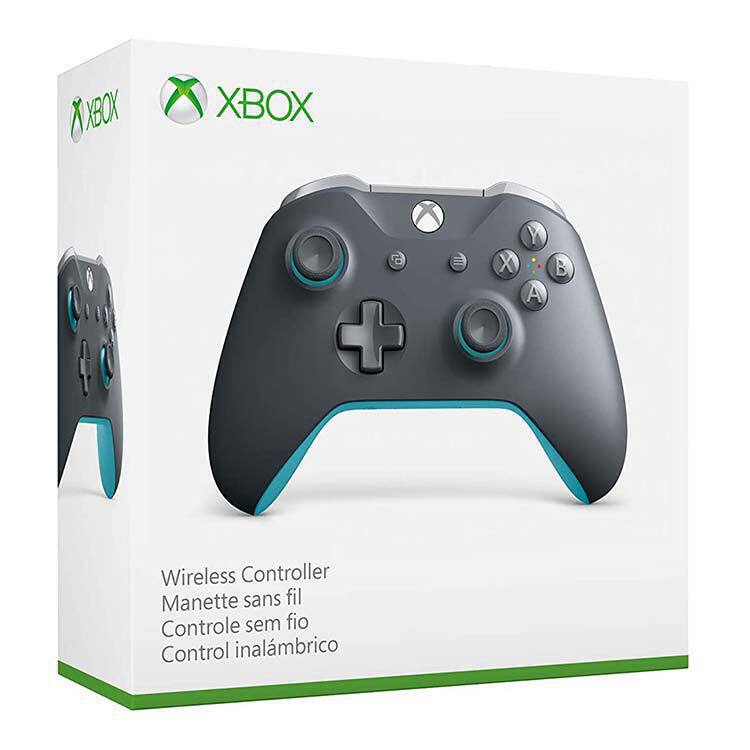 XBOX
XBOX
Y
X
B
A
Wireless Controller
Manette sans fil
Controle sem fio
Control inalámbrico